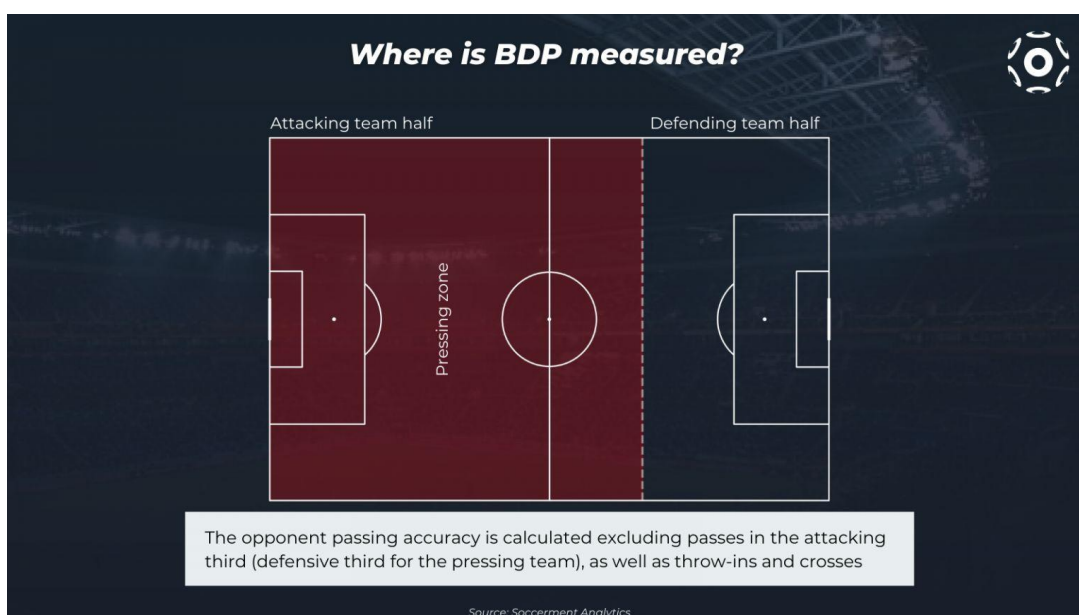 Where is BDP measured?
Attacking team half
Defending team half
Pressing zone
The opponent passing accuracy is calculated excluding passes in the attacking
third (defensive third for the pressing team), as well as throw-ins and crosses
Source: Soccerment Analytics